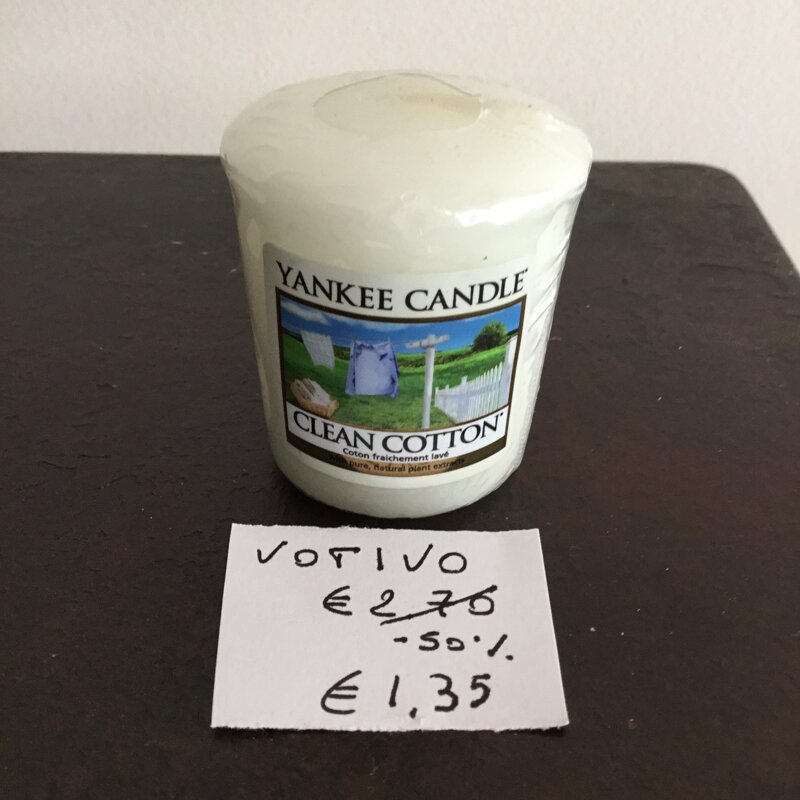 YANKEE CANDLE
CLEAN COTTON
Coton fraîchement lavé
With pure, natural plant extracts
VOTIVO
€ 2,70
-50%
€ 1,35